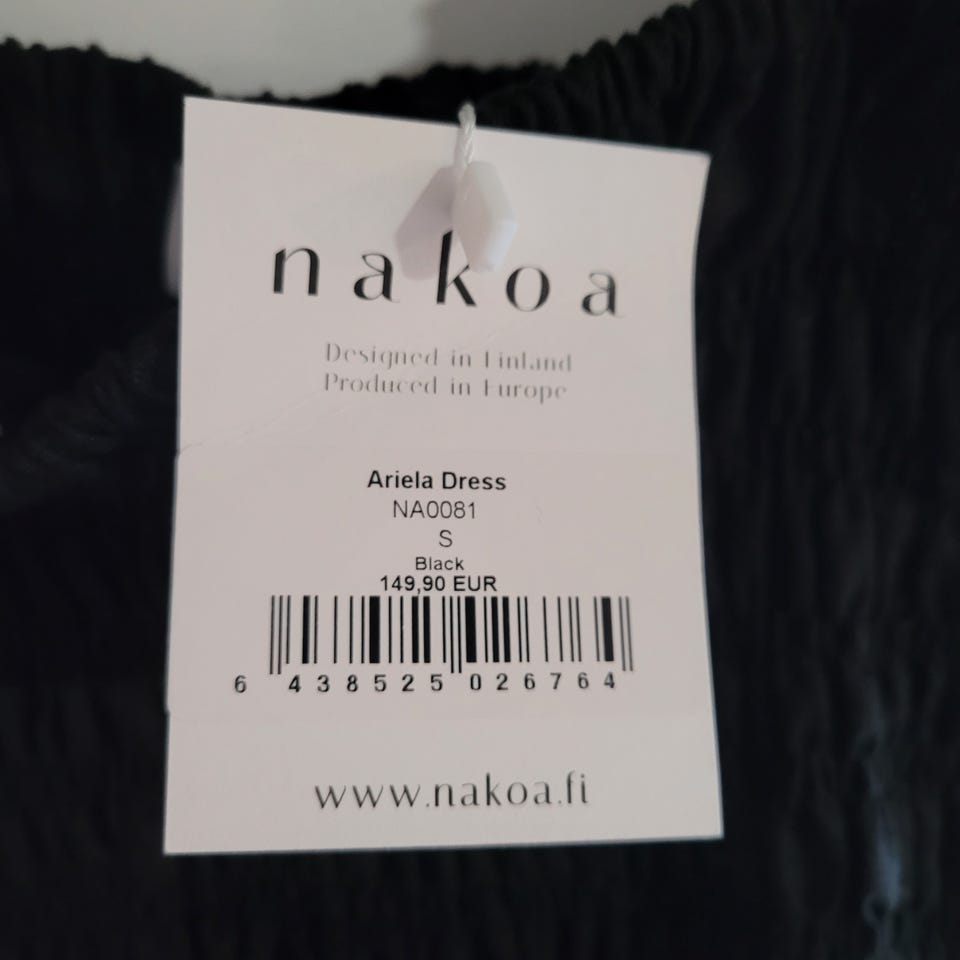 nakoa
Designed in Finland
Produced in Europe
Ariela Dress
NA0081
S
Black
149,90 EUR
6 438525 026764
www.nakoa.fi